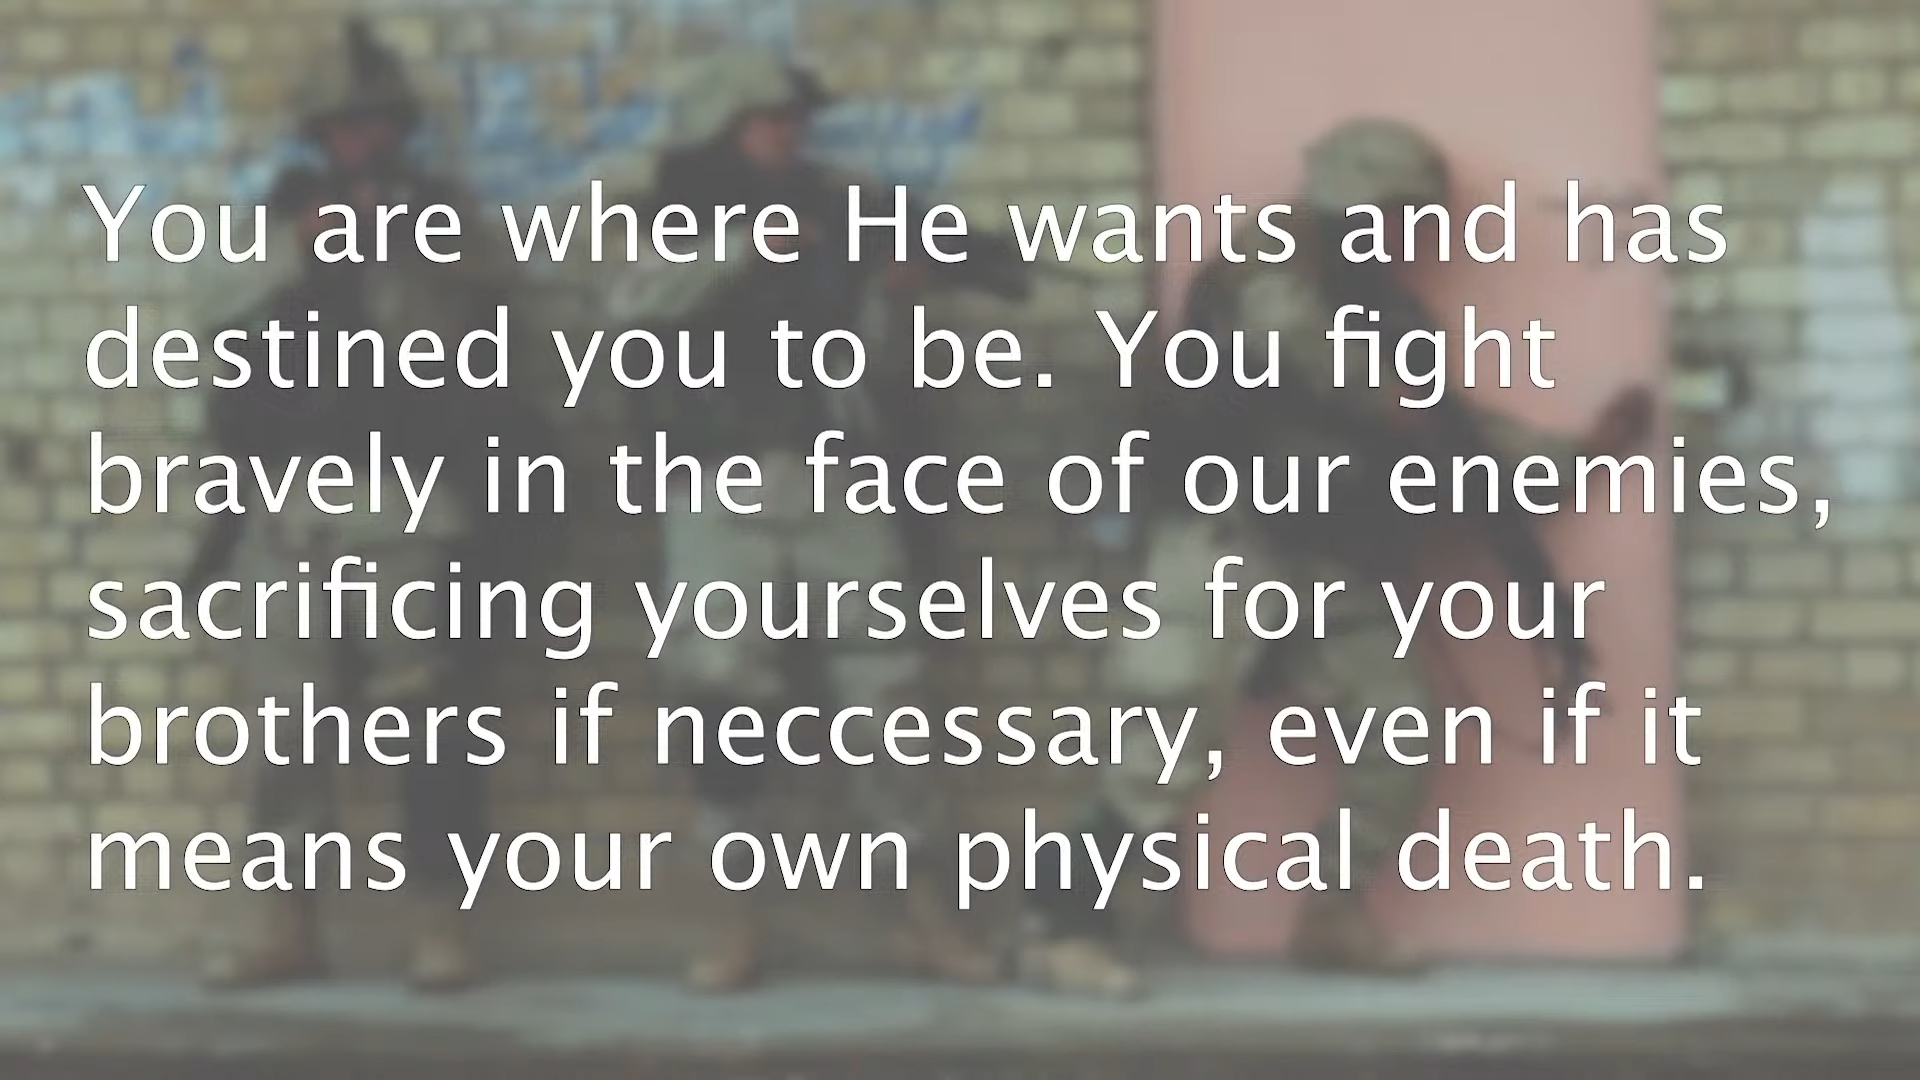 You are where He wants and has
destined you to be. You fight
bravely in the face of our enemies,
sacrificing yourselves for your
brothers if neccessary, even if it
means your own physical death.